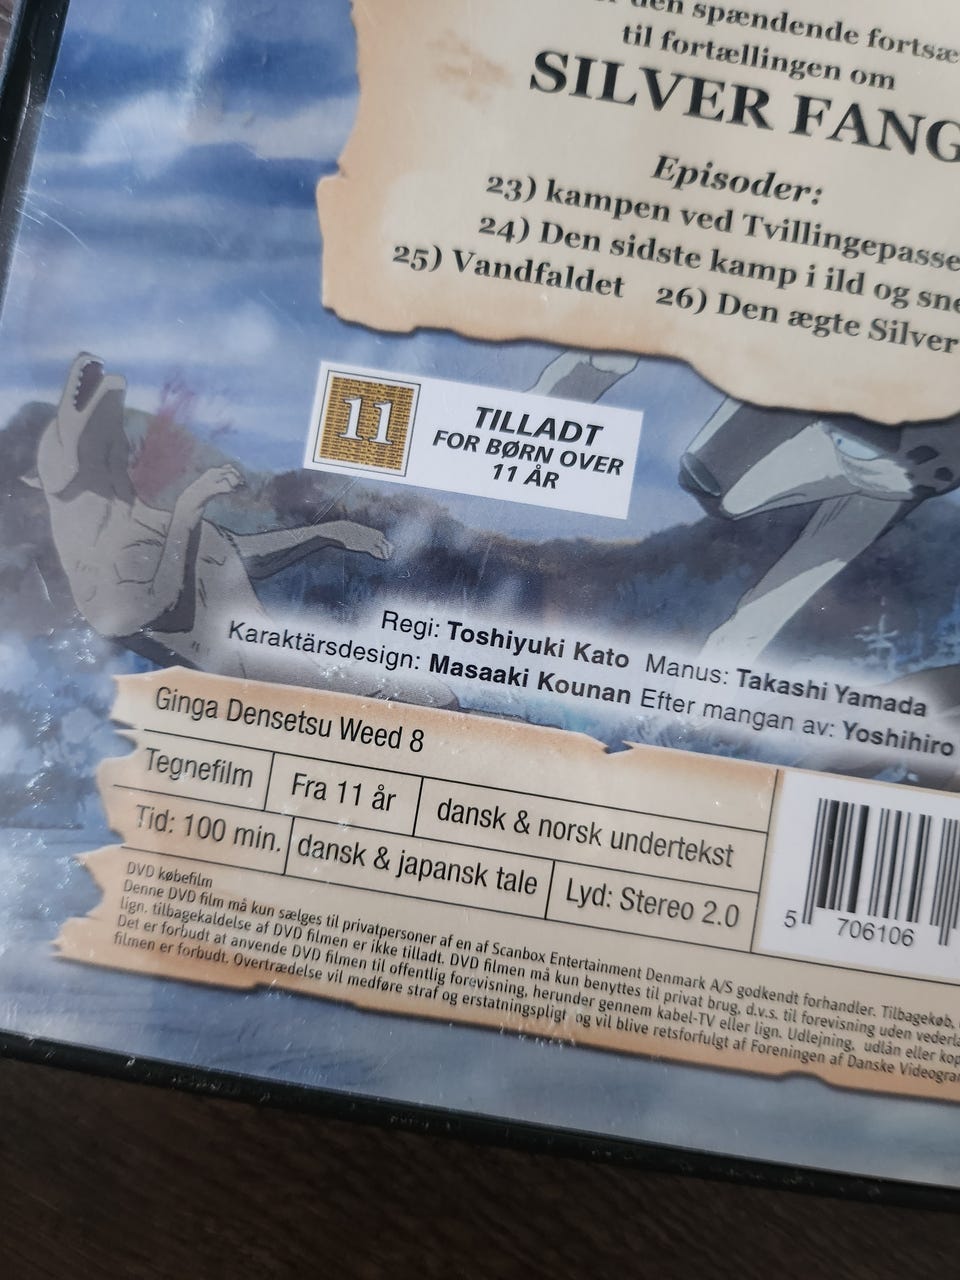 den spændende
til fortællingen om
SILVER FANG
Episoder:
23) kampen ved
24) Den sidste kamp i ild og
25) Vandfaldet 26) Den ægte Silver
11
TILLADT
FOR BØRN OVER
11 ÅR
Regi: Toshiyuki Kato Manus: Takashi Yamada
Karaktärsdesign: Masaaki Kounan Efter mangan av: Yoshihiro
Ginga Densetsu Weed 8
Tegnefilm
Fra 11 år
dansk & norsk undertekst
Tid: 100 min.
dansk & japansk tale
Lyd: Stereo 2.0
5 706106
DVD købefilm
Denne DVD film må kun sælges til privatpersoner af en af Scanbox Entertainment Denmark A/S godkendt forhandler. Tilbagekøb,
lign. tilbagekaldelse af DVD filmen er ikke tilladt. DVD filmen må kun benyttes til privat brug, d.v.s. til forevisning uden
Det er forbudt at anvende DVD filmen til offentlig forevisning, herunder gennem kabel-TV eller lign. Udlejning, udlån eller
filmen er forbudt. Overtrædelse vil medføre straf og erstatningspligt og vil blive retsforfulgt af Foreningen af Danske